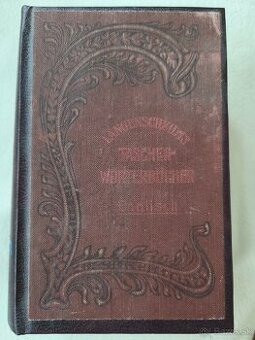 LANGENSCHEIDTS
TASCHEN-
WÖRTERBÜCHER